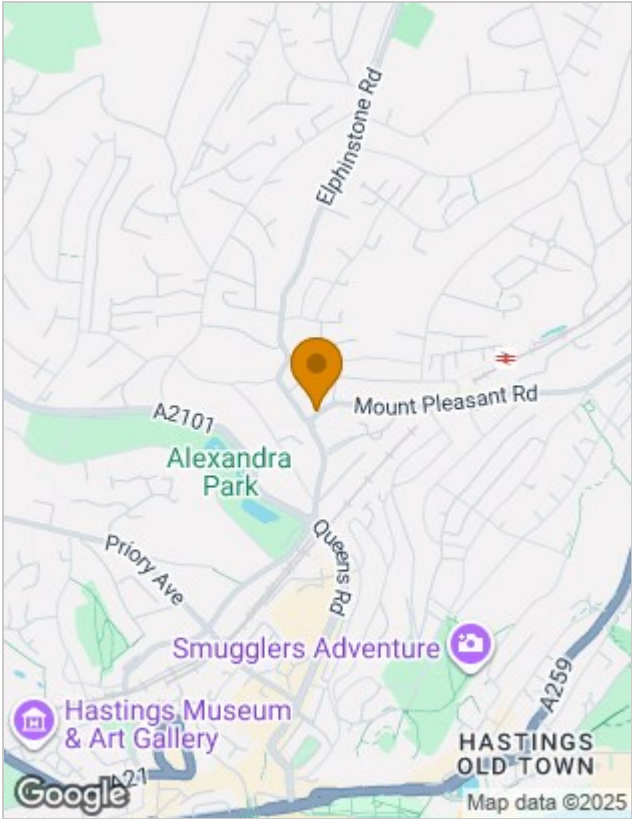 Elphinstone Rd
Mount Pleasant Rd
A2101
Alexandra
Park
Queens Rd
Priory Ave
Smugglers Adventure
A259
Hastings Museum
& Art Gallery
HASTINGS
OLD TOWN
A21
Google
Map data ©2025